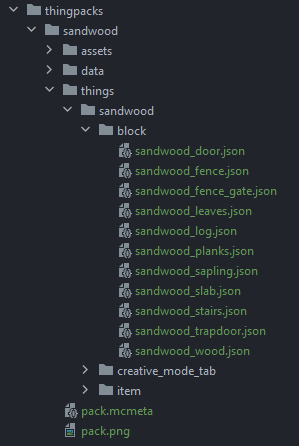 thingpacks
sandwood
assets
data
things
sandwood
block
sandwood_door.json
sandwood_fence.json
sandwood_fence_gate.json
sandwood_leaves.json
sandwood_log.json
sandwood_planks.json
sandwood_sapling.json
sandwood_slab.json
sandwood_stairs.json
sandwood_trapdoor.json
sandwood_wood.json
creative_mode_tab
item
pack.mcmeta
pack.png